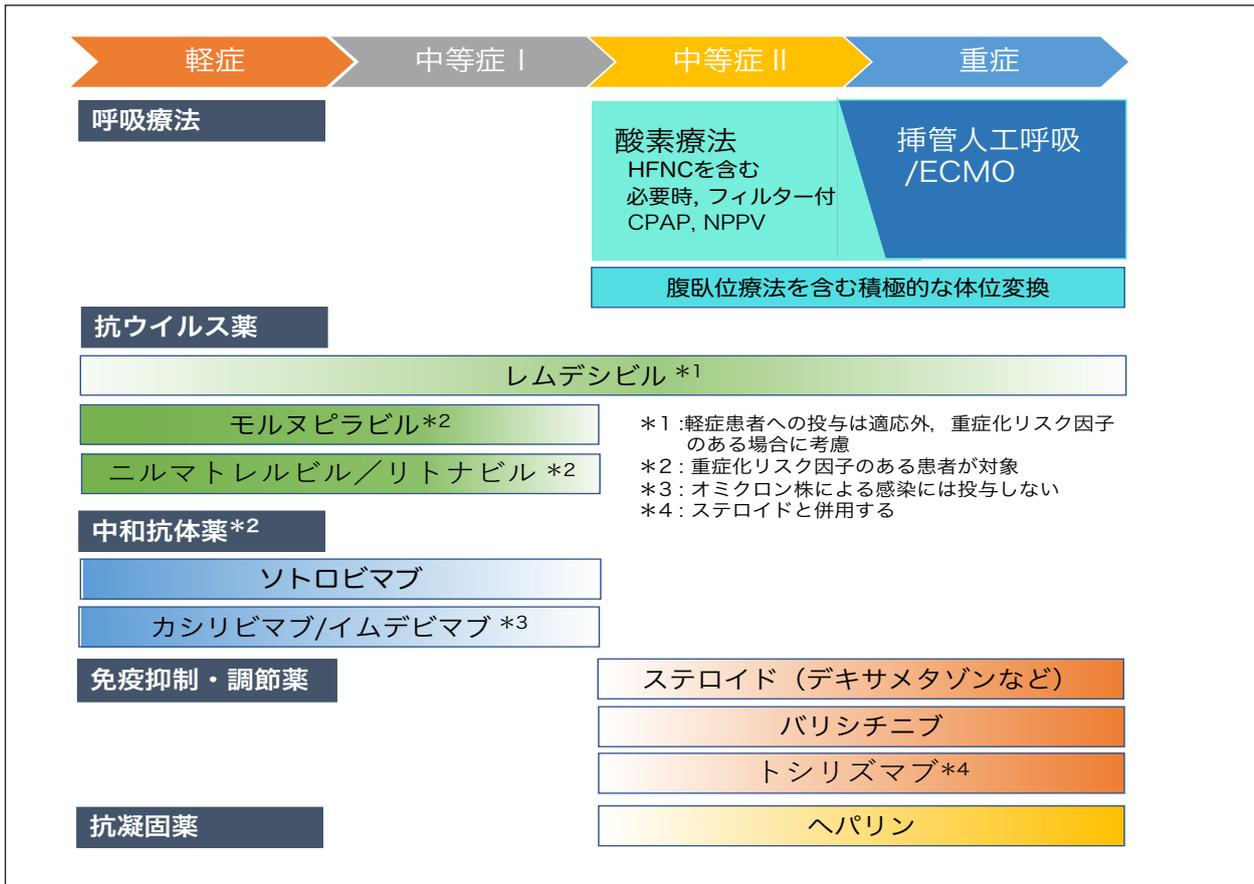 軽症
中等症 I
中等症 II
重症
呼吸療法
酸素療法
HFNCを含む
必要時, フィルター付
CPAP, NPPV
挿管人工呼吸
/ECMO
腹臥位療法を含む積極的な体位変換
抗ウイルス薬
レムデシビル *1
モルヌピラビル*2
ニルマトレルビル／リトナビル *2
*1 :軽症患者への投与は適応外, 重症化リスク因子
のある場合に考慮
*2 : 重症化リスク因子のある患者が対象
*3 : オミクロン株による感染には投与しない
*4 : ステロイドと併用する
中和抗体薬*2
ソトロビマブ
カシリビマブ/イムデビマブ *3
免疫抑制・調節薬
ステロイド（デキサメタゾンなど）
バリシチニブ
トシリズマブ*4
抗凝固薬
ヘパリン